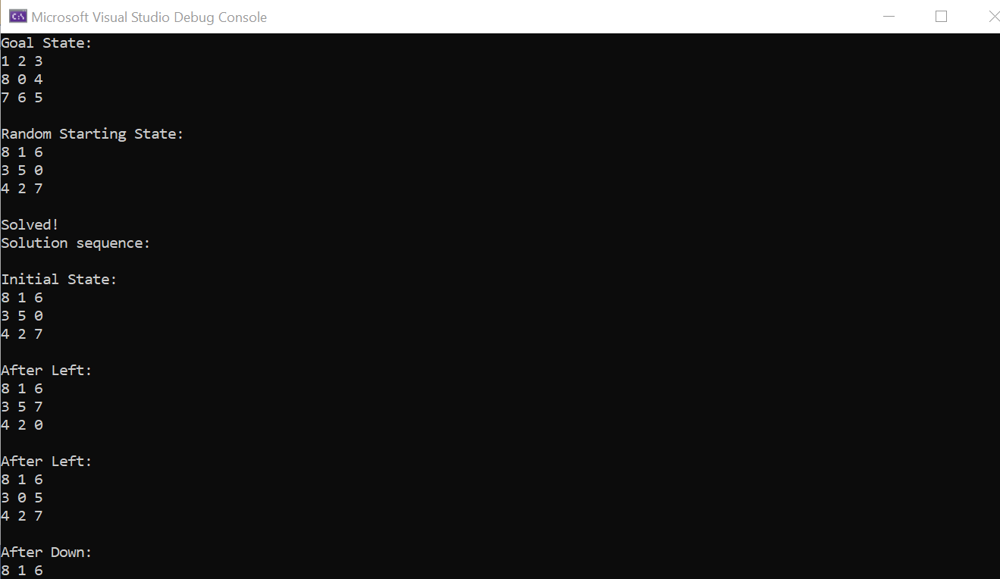 Microsoft Visual Studio Debug Console
Goal State:
1 2 3
8 0 4
7 6 5
Random Starting State:
8 1 6
3 5 0
4 2 7
Solved!
Solution sequence:
Initial State:
8 1 6
3 5 0
4 2 7
After Left:
8 1 6
3 5 7
4 2 0
After Left:
8 1 6
3 0 5
4 2 7
After Down:
8 1 6